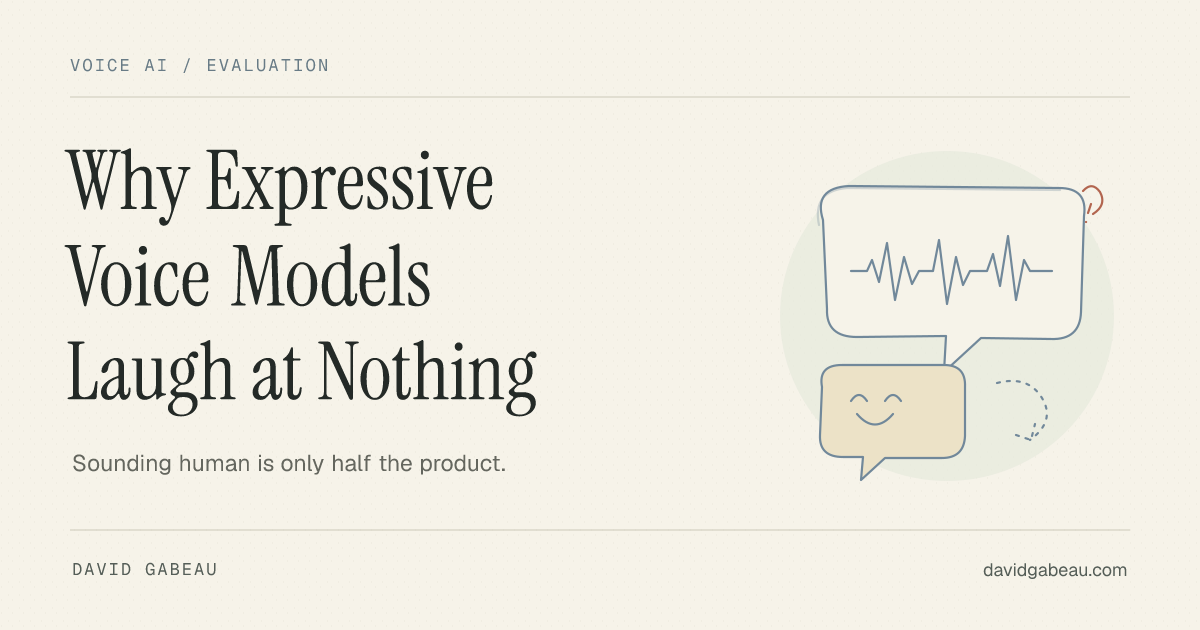 VOICE AI / EVALUATION
Why Expressive
Voice Models
Laugh at Nothing
Sounding human is only half the product.
DAVID GABEAU
davidgabeau.com